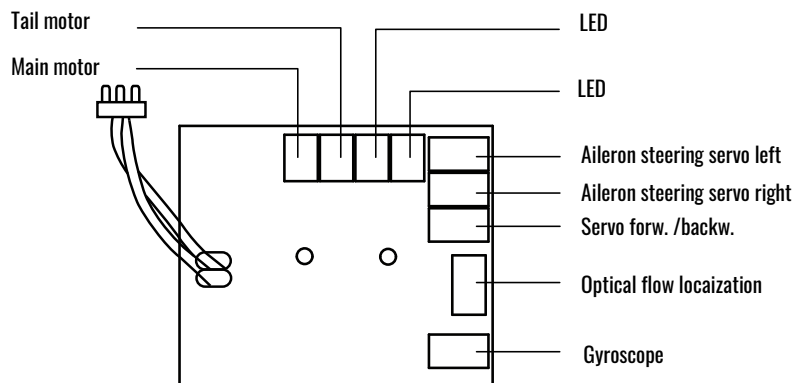 Tail motor
Main motor
LED
LED
Aileron steering servo left
Aileron steering servo right
Servo forw. /backw.
Optical flow locaization
Gyroscope